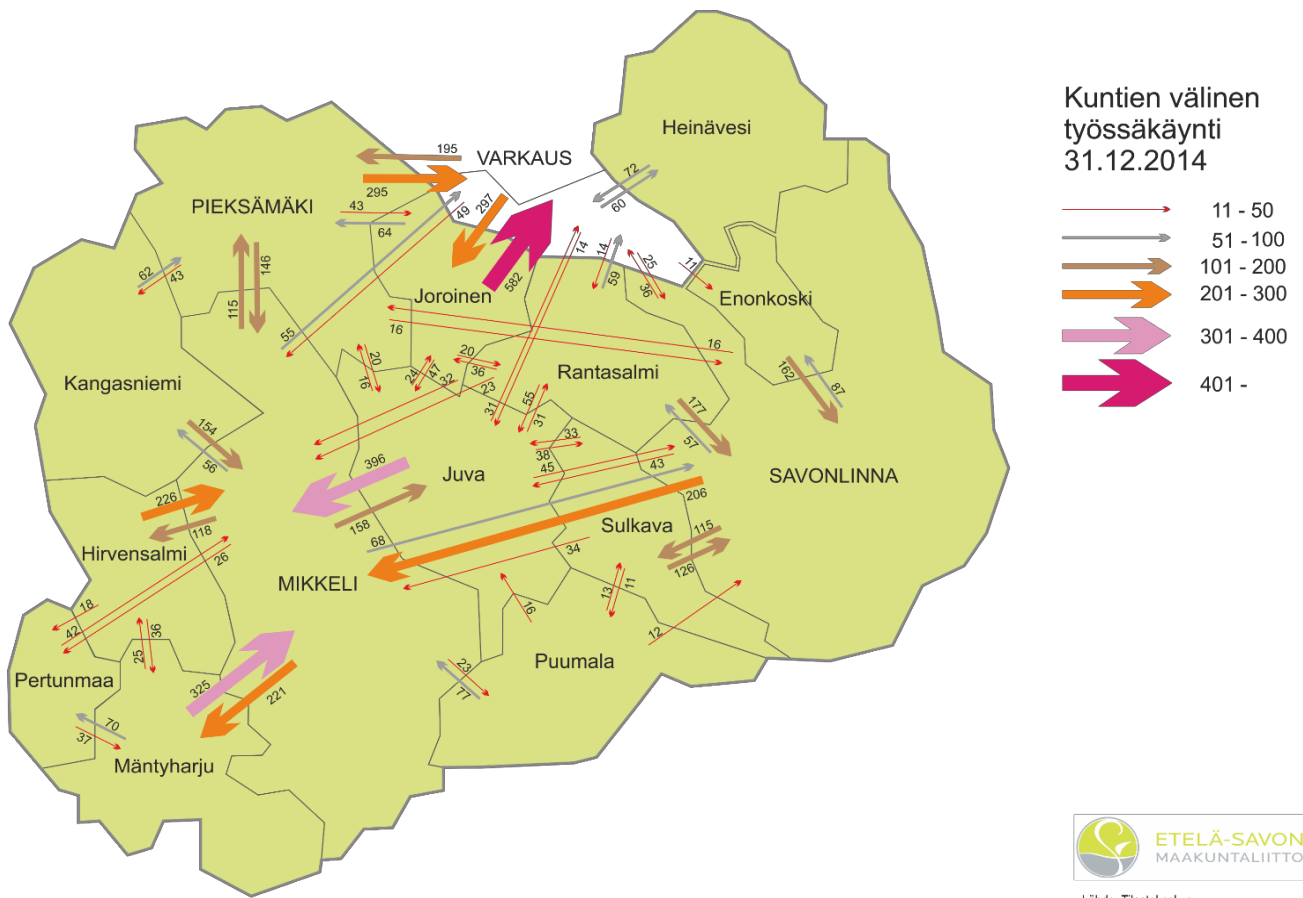 Kuntien välinen
työssäkäynti
31.12.2014
11 - 50
51 - 100
101 - 200
201 - 300
301 - 400
401 -
Heinävesi
195
VARKAUS
72
60
295
PIEKSÄMÄKI
43
64
49
297
14
14
25
36
11
62
43
146
115
59
582
Joroinen
Enonkoski
55
16
16
20
16
24
47
20
36
32
23
Rantasalmi
162
87
Kangasniemi
31
55
31
177
57
154
56
33
38
396
Juva
45
43
SAVONLINNA
226
118
158
206
68
Sulkava
115
126
Hirvensalmi
26
34
MIKKELI
18
42
13
11
16
12
36
25
Pertunmaa
325
221
23
77
Puumala
70
37
Mäntyharju
ETELÄ-SAVON
MAAKUNTALIITTO